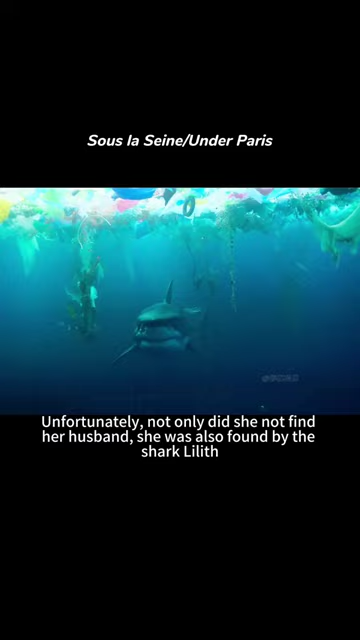 Sous la Seine/Under Paris
Unfortunately, not only did she not find
her husband, she was also found by the
shark Lilith